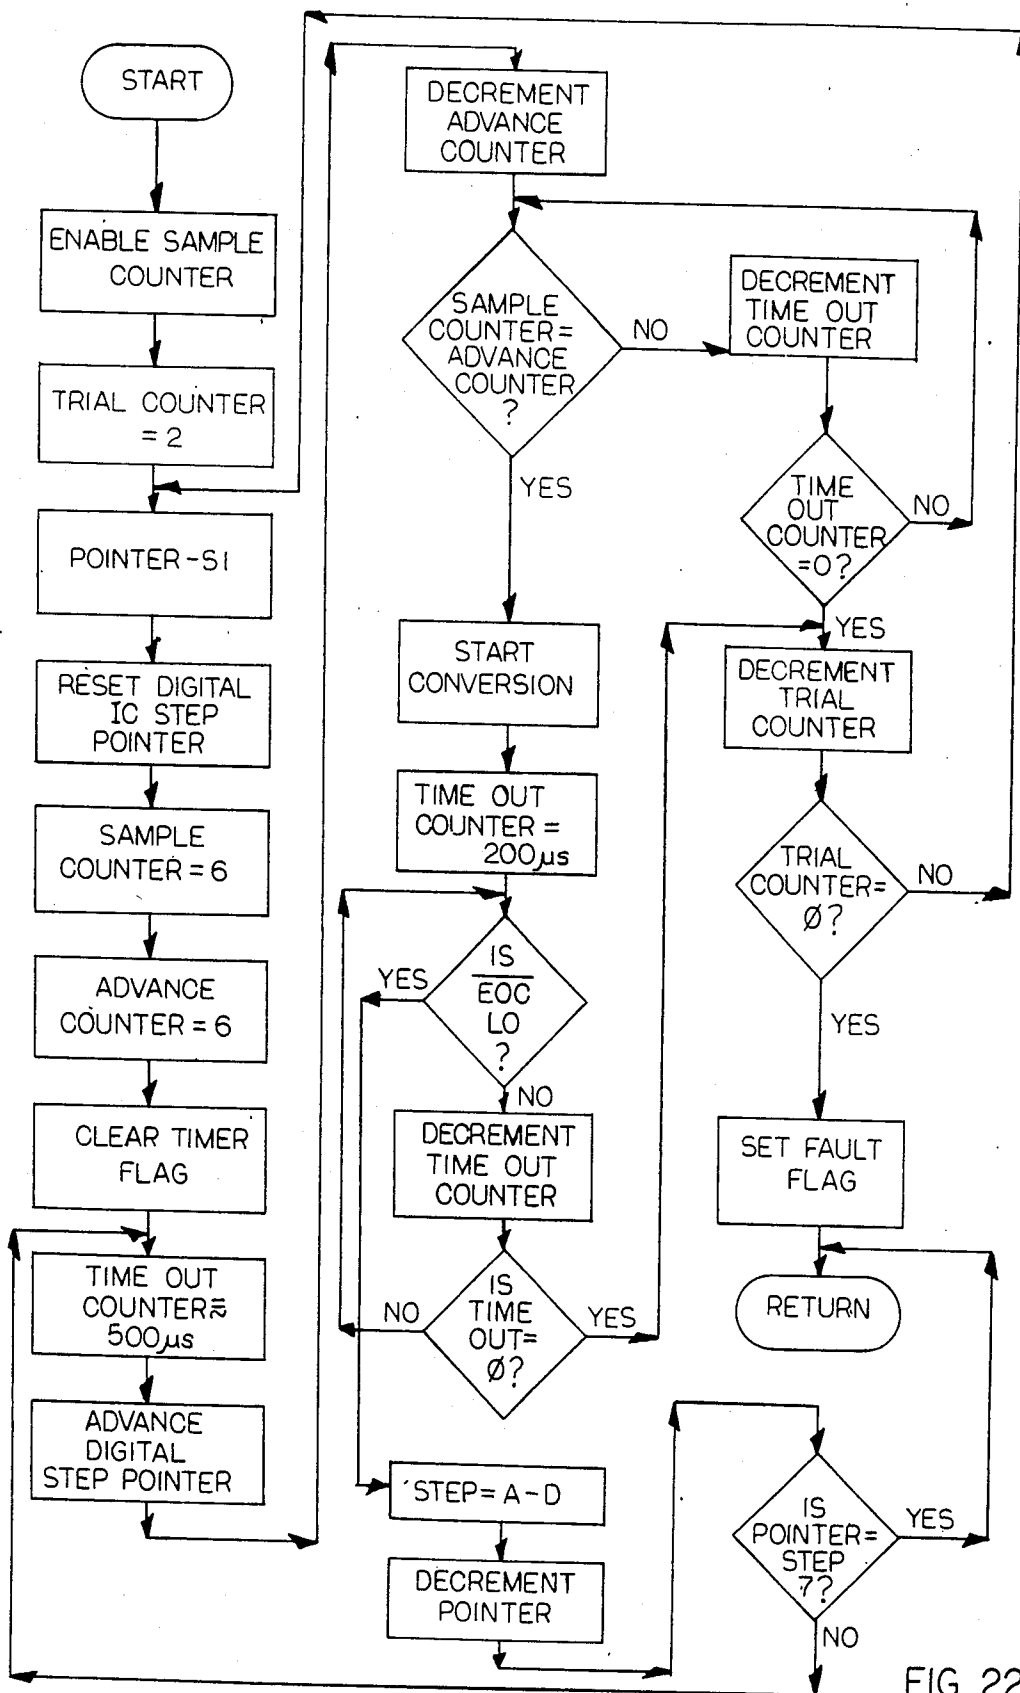 START
ENABLE SAMPLE
COUNTER
TRIAL COUNTER
= 2
POINTER-S1
RESET DIGITAL
IC STEP
POINTER
SAMPLE
COUNTER = 6
ADVANCE
COUNTER = 6
CLEAR TIMER
FLAG
TIME OUT
COUNTER ≂
500µs
ADVANCE
DIGITAL
STEP POINTER
DECREMENT
ADVANCE
COUNTER
SAMPLE
COUNTER =
ADVANCE
COUNTER
?
NO
YES
DECREMENT
TIME OUT
COUNTER
TIME
OUT
COUNTER
=0?
NO
YES
START
CONVERSION
TIME OUT
COUNTER =
200µs
IS
EOC
LO
?
YES
NO
DECREMENT
TIME OUT
COUNTER
IS
TIME
OUT=
Ø?
NO
YES
DECREMENT
TRIAL
COUNTER
TRIAL
COUNTER=
Ø?
NO
YES
SET FAULT
FLAG
RETURN
STEP = A-D
DECREMENT
POINTER
IS
POINTER=
STEP
7?
YES
NO
FIG. 22